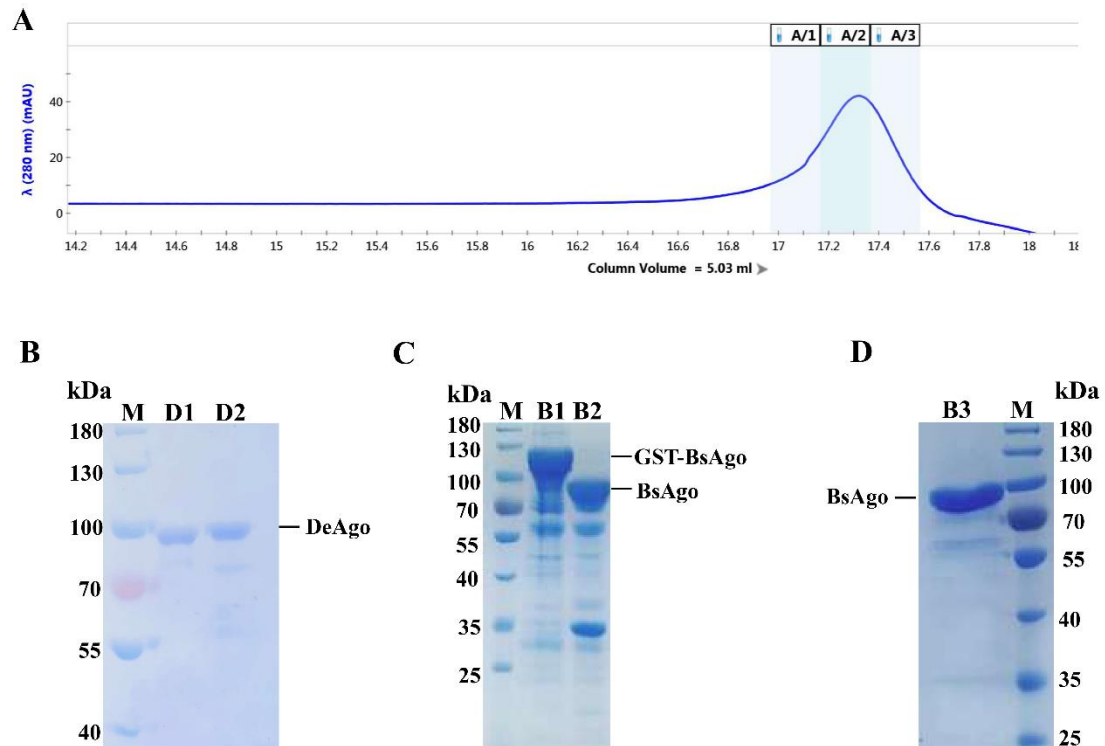 A
A/1 A/2 A/3
λ (280 nm) (mAU)
40
20
0
14.2 14.4 14.6 14.8 15 15.2 15.4 15.6 15.8 16 16.2 16.4 16.6 16.8 17 17.2 17.4 17.6 17.8 18
Column Volume = 5.03 ml
B
kDa
M D1 D2
180
130
100
DeAgo
70
55
40
C
kDa
M B1 B2
180
130
GST-BsAgo
100
BsAgo
70
55
40
35
25
D
kDa
B3 M
180
130
100
BsAgo
70
55
40
35
25